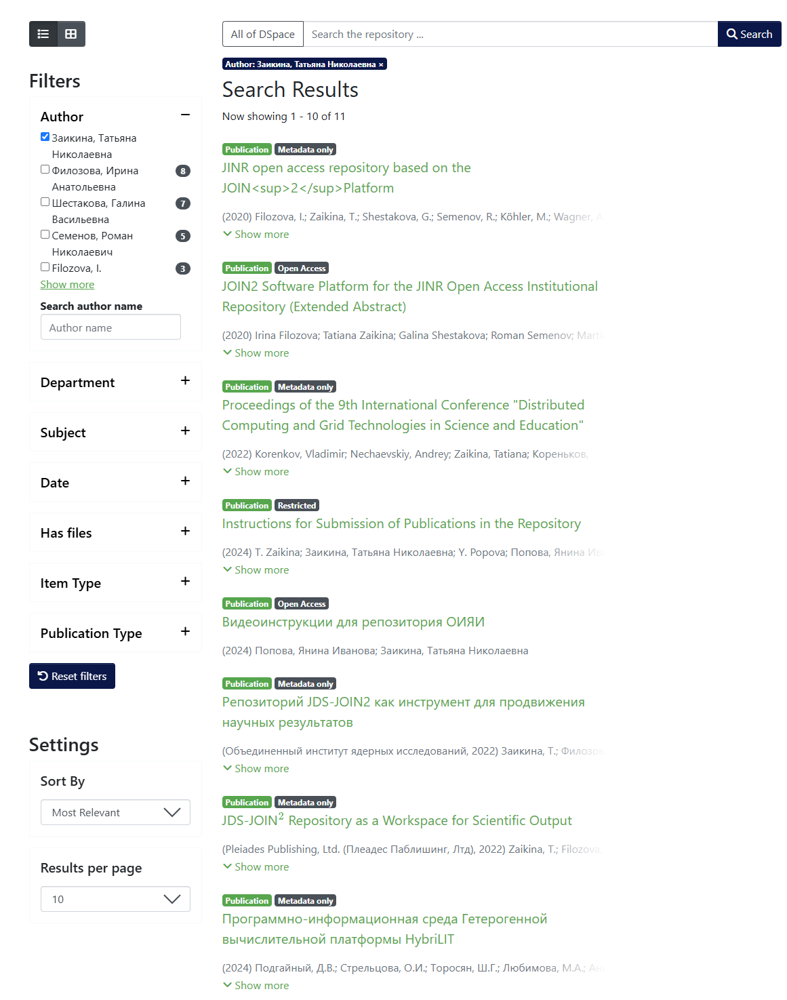 All of DSpace
Search the repository ...
Search
Author: Заикина, Татьяна Николаевна ×
Filters
Author
Заикина, Татьяна
Николаевна
Филозова, Ирина
Анатольевна
8
Шестакова, Галина
Васильевна
7
Семенов, Роман
Николаевич
5
Filozova, I.
3
Show more
Search author name
Author name
Department
Subject
Date
Has files
Item Type
Publication Type
Reset filters
Settings
Sort By
Most Relevant
Results per page
10
Search Results
Now showing 1 - 10 of 11
Publication Metadata only
JINR open access repository based on the
JOIN<sup>2</sup>Platform
(2020) Filozova, I.; Zaikina, T.; Shestakova, G.; Semenov, R.; Köhler, M.; Wagner, A.
Show more
Publication Open Access
JOIN2 Software Platform for the JINR Open Access Institutional
Repository (Extended Abstract)
(2020) Irina Filozova; Tatiana Zaikina; Galina Shestakova; Roman Semenov;
Show more
Publication Metadata only
Proceedings of the 9th International Conference "Distributed
Computing and Grid Technologies in Science and Education"
(2022) Korenkov, Vladimir; Nechaevskiy, Andrey; Zaikina, Tatiana; Кореньков,
Show more
Publication Restricted
Instructions for Submission of Publications in the Repository
(2024) T. Zaikina; Заикина, Татьяна Николаевна; Y. Popova; Попова, Янина
Show more
Publication Open Access
Видеоинструкции для репозитория ОИЯИ
(2024) Попова, Янина Иванова; Заикина, Татьяна Николаевна
Publication Metadata only
Репозиторий JDS-JOIN2 как инструмент для продвижения
научных результатов
(Объединенный институт ядерных исследований, 2022) Заикина, Т.;
Show more
Publication Metadata only
JDS-JOIN² Repository as a Workspace for Scientific Output
(Pleiades Publishing, Ltd. (Плеадес Паблишинг, Лтд), 2022) Zaikina, T.; Filozova,
Show more
Publication Metadata only
Программно-информационная среда Гетерогенной
вычислительной платформы HybriLIT
(2024) Подгайный, Д.В.; Стрельцова, О.И.; Торосян, Ш.Г.; Любимова, М.А.;
Show more